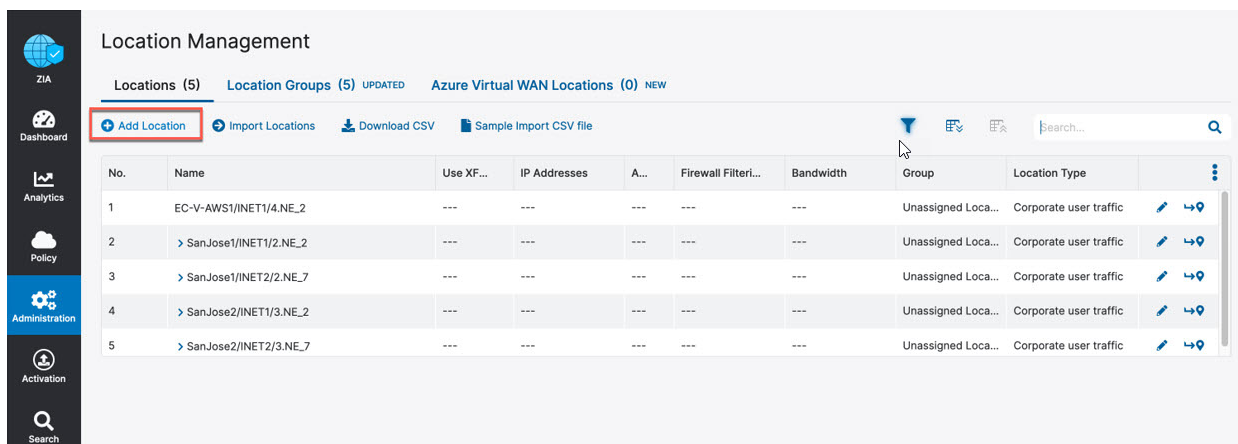 Location Management
ZIA
Locations (5) Location Groups (5) UPDATED Azure Virtual WAN Locations (0) NEW
Dashboard
Add Location Import Locations Download CSV Sample Import CSV file Search...
No. Name Use XF... IP Addresses A... Firewall Filteri... Bandwidth Group Location Type
Analytics
1 EC-V-AWS1/INET1/4.NE_2 --- --- --- --- --- Unassigned Loca... Corporate user traffic
2 SanJose1/INET1/2.NE_2 --- --- --- --- --- Unassigned Loca... Corporate user traffic
Policy
3 SanJose1/INET2/2.NE_7 --- --- --- --- --- Unassigned Loca... Corporate user traffic
4 SanJose2/INET1/3.NE_2 --- --- --- --- --- Unassigned Loca... Corporate user traffic
Administration
5 SanJose2/INET2/3.NE_7 --- --- --- --- --- Unassigned Loca... Corporate user traffic
Activation
Search